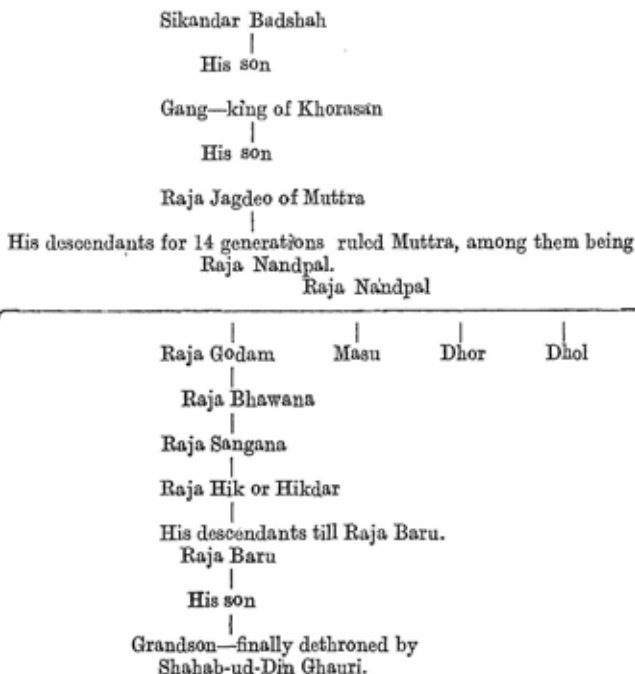 Sikandar Badshah
His son
Gang—king of Khorasan
His son
Raja Jagdeo of Muttra
His descendants for 14 generations ruled Muttra, among them being
Raja Nandpal.
Raja Nandpal
Raja Godam Masu Dhor Dhol
Raja Bhawana
Raja Sangana
Raja Hik or Hikdar
His descendants till Raja Baru.
Raja Baru
His son
Grandson—finally dethroned by
Shahab-ud-Din Ghauri.